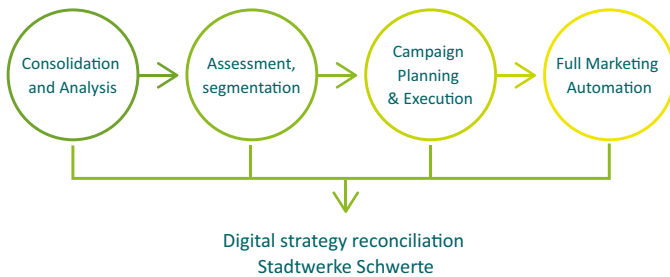 Consolidation
and Analysis
Assessment,
segmentation
Campaign
Planning
& Execution
Full Marketing
Automation
Digital strategy reconciliation
Stadtwerke Schwerte